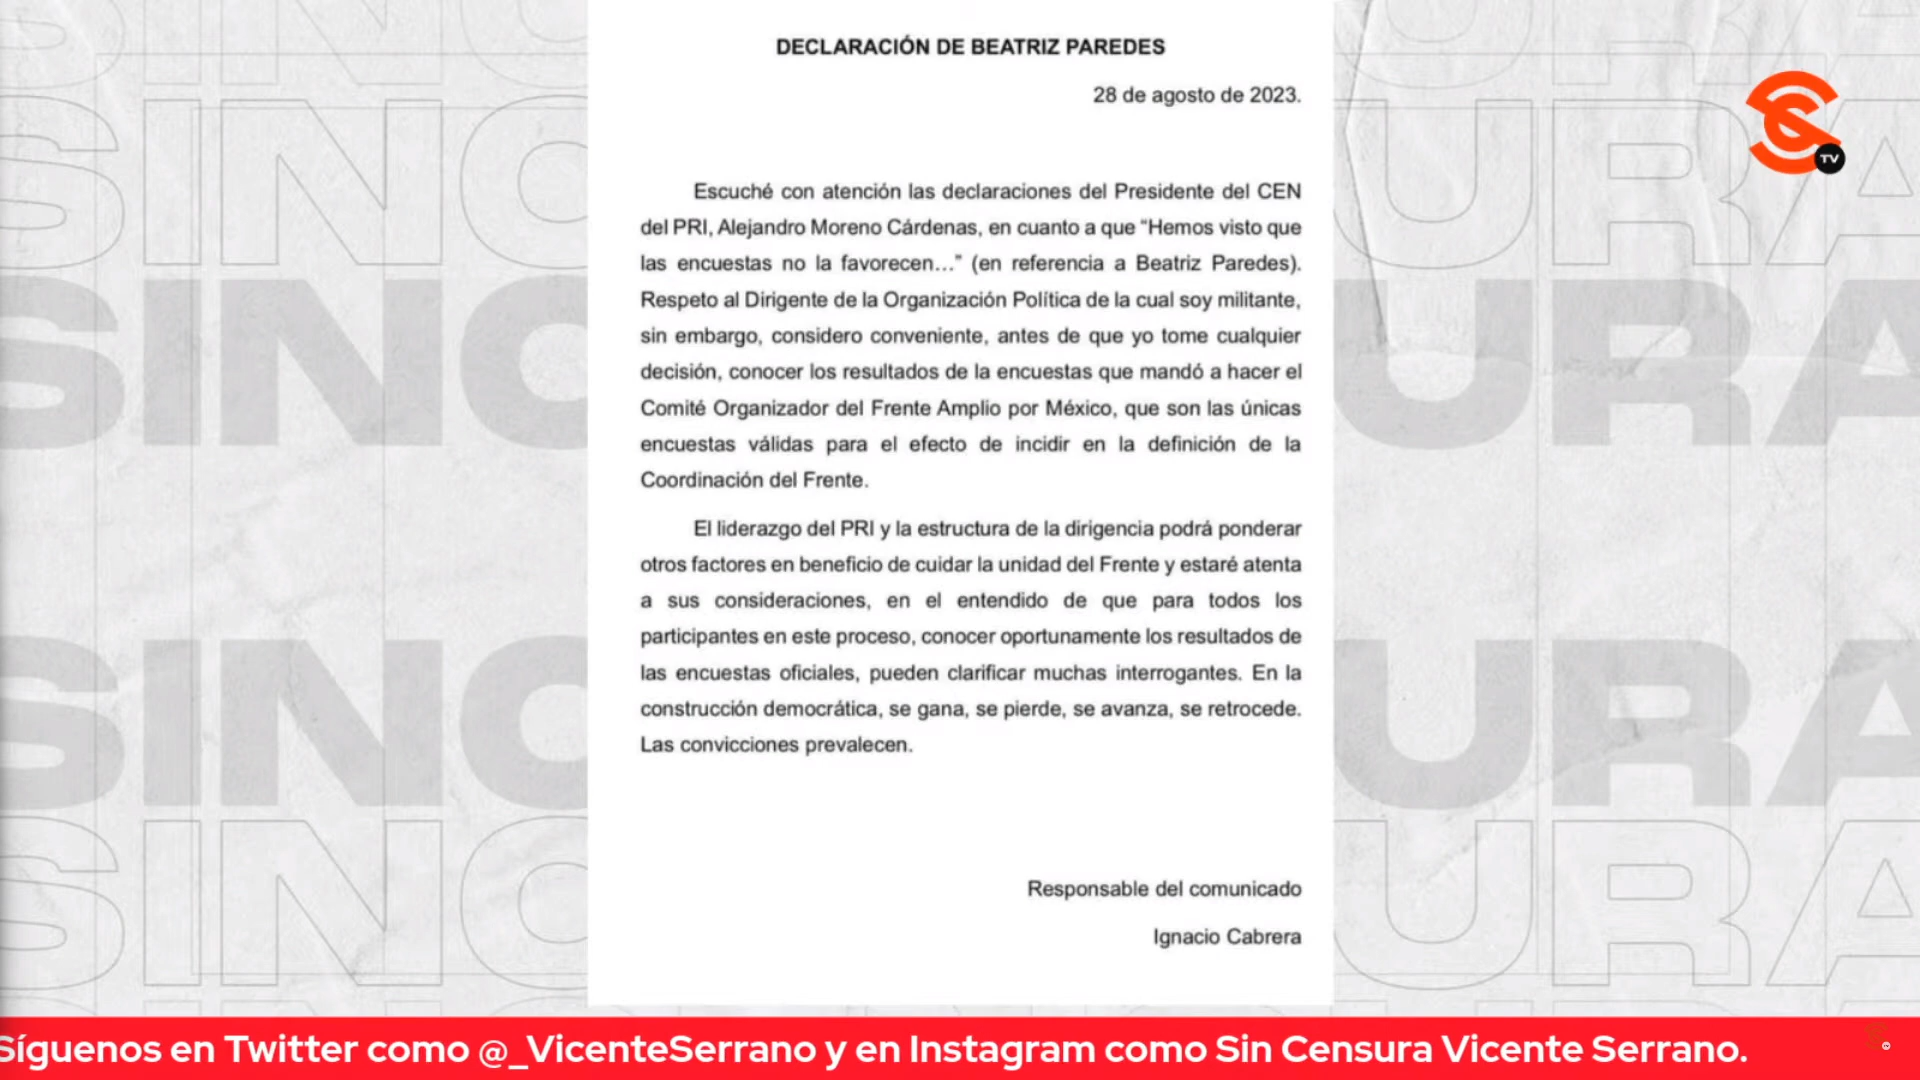 DECLARACIÓN DE BEATRIZ PAREDES
28 de agosto de 2023.
Escuché con atención las declaraciones del Presidente del CEN
del PRI, Alejandro Moreno Cárdenas, en cuanto a que “Hemos visto que
las encuestas no la favorecen…” (en referencia a Beatriz Paredes).
Respeto al Dirigente de la Organización Política de la cual soy militante,
sin embargo, considero conveniente, antes de que yo tome cualquier
decisión, conocer los resultados de la encuestas que mandó a hacer el
Comité Organizador del Frente Amplio por México, que son las únicas
encuestas válidas para el efecto de incidir en la definición de la
Coordinación del Frente.
El liderazgo del PRI y la estructura de la dirigencia podrá ponderar
otros factores en beneficio de cuidar la unidad del Frente y estaré atenta
a sus consideraciones, en el entendido de que para todos los
participantes en este proceso, conocer oportunamente los resultados de
las encuestas oficiales, pueden clarificar muchas interrogantes. En la
construcción democrática, se gana, se pierde, se avanza, se retrocede.
Las convicciones prevalecen.
Responsable del comunicado
Ignacio Cabrera
TV
SINC URA
SINC URA
SINC URA
SINC URA
Síguenos en Twitter como @_VicenteSerrano y en Instagram como Sin Censura Vicente Serrano.